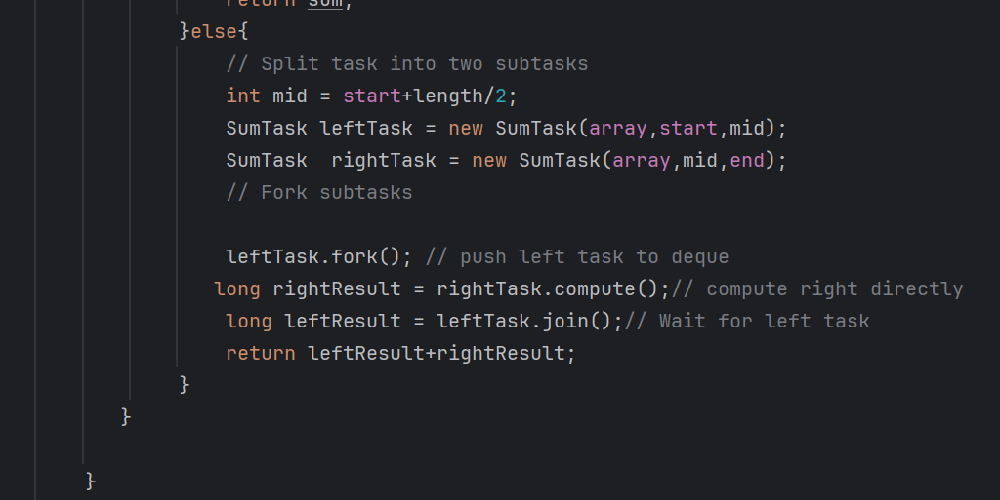 return sum;
}else{
// Split task into two subtasks
int mid = start+length/2;
SumTask leftTask = new SumTask(array,start,mid);
SumTask  rightTask = new SumTask(array,mid,end);
// Fork subtasks
leftTask.fork(); // push left task to deque
long rightResult = rightTask.compute();// compute right directly
long leftResult = leftTask.join();// Wait for left task
return leftResult+rightResult;
}
}
}